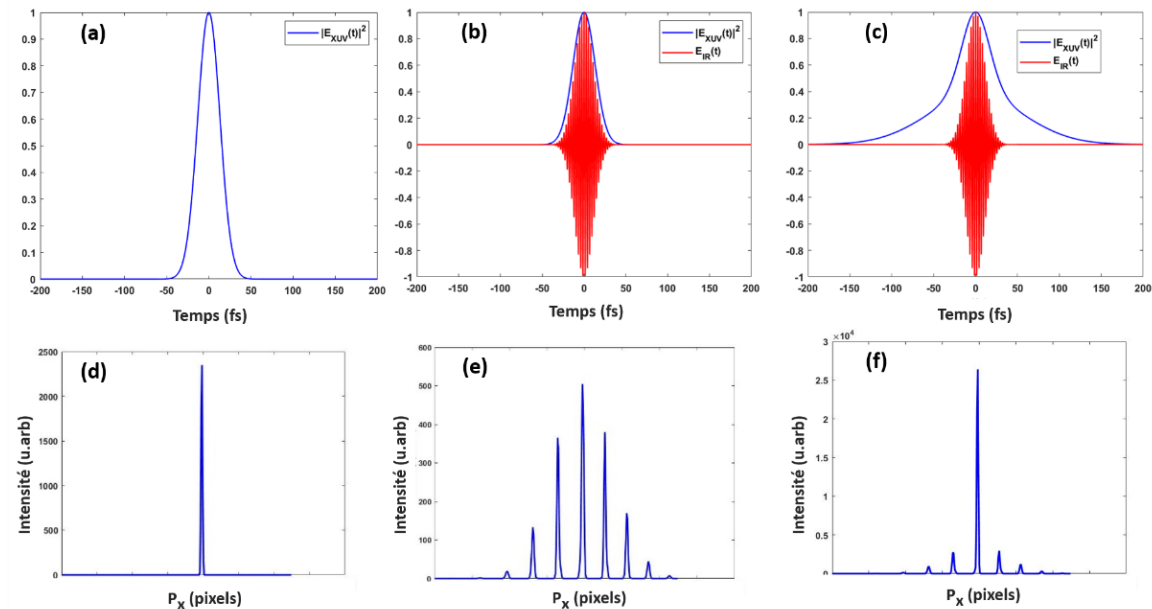 (a)
|E_XUV(t)|²
1
0.9
0.8
0.7
0.6
0.5
0.4
0.3
0.2
0.1
0
-200 -150 -100 -50 0 50 100 150 200
Temps (fs)
(b)
|E_XUV(t)|²
E_IR(t)
1
0.8
0.6
0.4
0.2
0
-0.2
-0.4
-0.6
-0.8
-1
-200 -150 -100 -50 0 50 100 150 200
Temps (fs)
(c)
|E_XUV(t)|²
E_IR(t)
1
0.8
0.6
0.4
0.2
0
-0.2
-0.4
-0.6
-0.8
-1
-200 -150 -100 -50 0 50 100 150 200
Temps (fs)
(d)
Intensité (u.arb)
2500
2000
1500
1000
500
0
P_X (pixels)
(e)
Intensité (u.arb)
600
500
400
300
200
100
0
P_X (pixels)
(f)
Intensité (u.arb)
×10⁴
3
2.5
2
1.5
1
0.5
0
P_X (pixels)